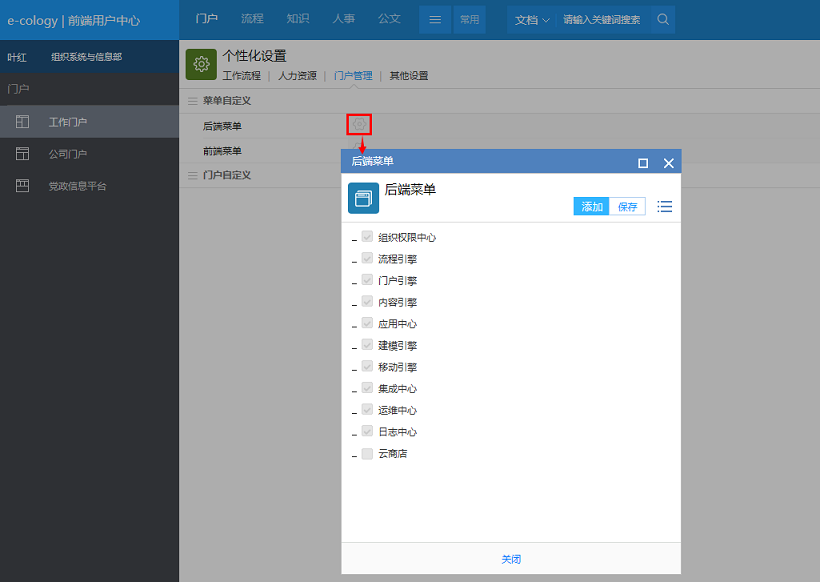 e-cology | 前端用户中心
门户 流程 知识 人事 公文 常用 文档 请输入关键词搜索
叶红 组织系统与信息部
门户
工作门户
公司门户
党政信息平台
个性化设置
工作流程 | 人力资源 | 门户管理 | 其他设置
菜单自定义
后端菜单
前端菜单
门户自定义
后端菜单
后端菜单
添加 保存
组织权限中心
流程引擎
门户引擎
内容引擎
应用中心
建模引擎
移动引擎
集成中心
运维中心
日志中心
云商店
关闭